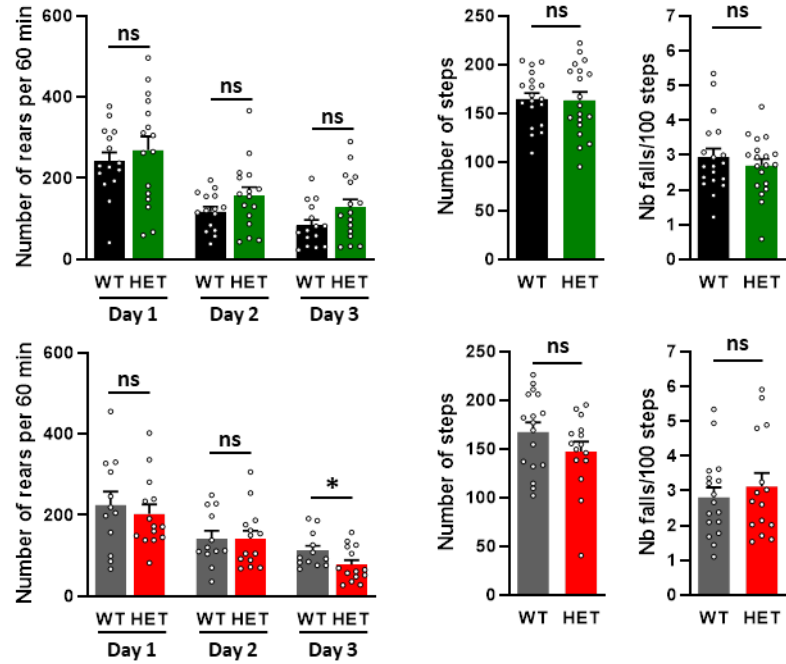 Number of rears per 60 min
600
400
200
0
ns
ns
ns
WT HET WT HET WT HET
Day 1 Day 2 Day 3
Number of steps
250
200
150
100
50
0
ns
WT HET
Nb falls/100 steps
7
6
5
4
3
2
1
0
ns
WT HET
Number of rears per 60 min
600
400
200
0
ns
ns
*
WT HET WT HET WT HET
Day 1 Day 2 Day 3
Number of steps
250
200
150
100
50
0
ns
WT HET
Nb falls/100 steps
7
6
5
4
3
2
1
0
ns
WT HET